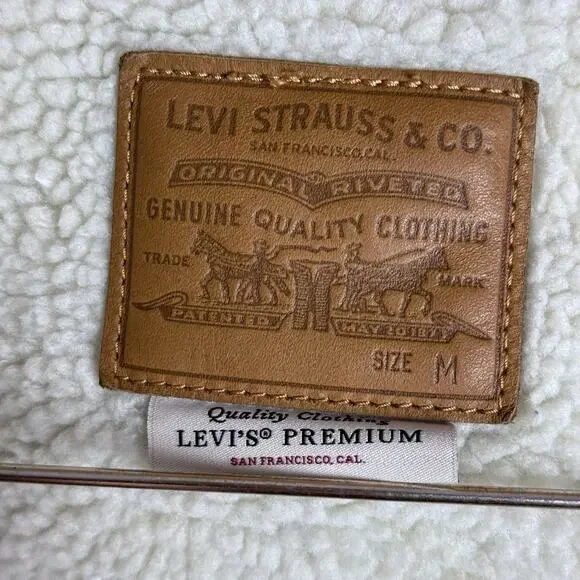 LEVI STRAUSS & CO.
SAN FRANCISCO, CAL.
ORIGINAL RIVETED
GENUINE QUALITY CLOTHING
TRADE MARK
PATENTED MAY 20 1873
SIZE M
Quality Clothing
LEVI'S® PREMIUM
SAN FRANCISCO, CAL.